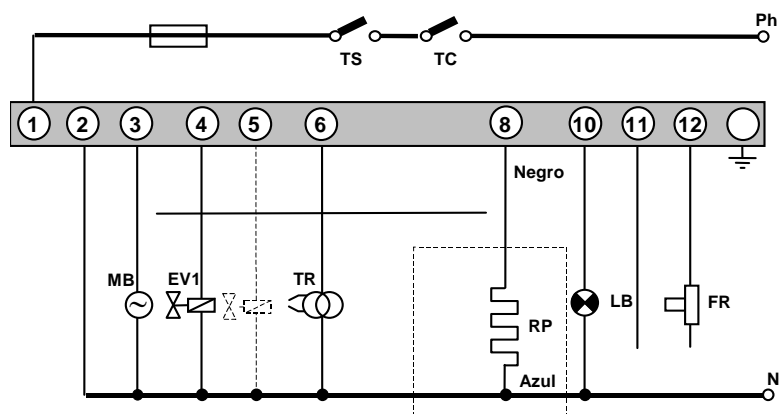 Ph
TS TC
1 2 3 4 5 6 8 10 11 12
Negro
MB EV1 TR LB FR
RP
Azul N